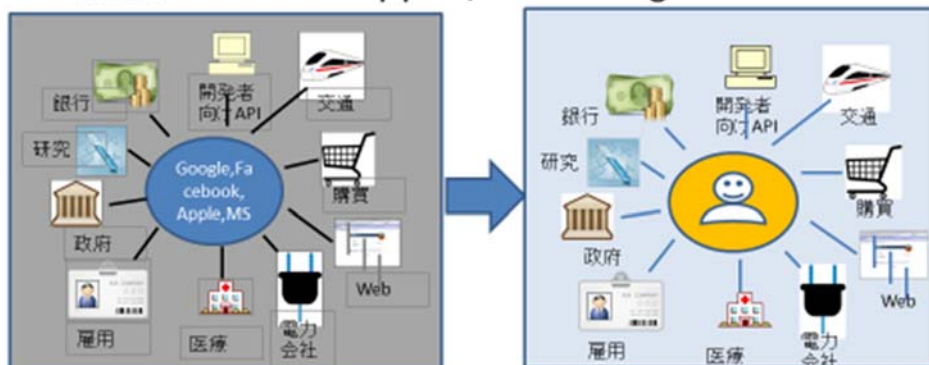 開発者
向けAPI
銀行
交通
研究
Google,Fa
cebook,
Apple,MS
購買
政府
Web
雇用
医療
電力
会社
開発者
向けAPI
銀行
交通
研究
購買
政府
Web
雇用
医療
電力
会社